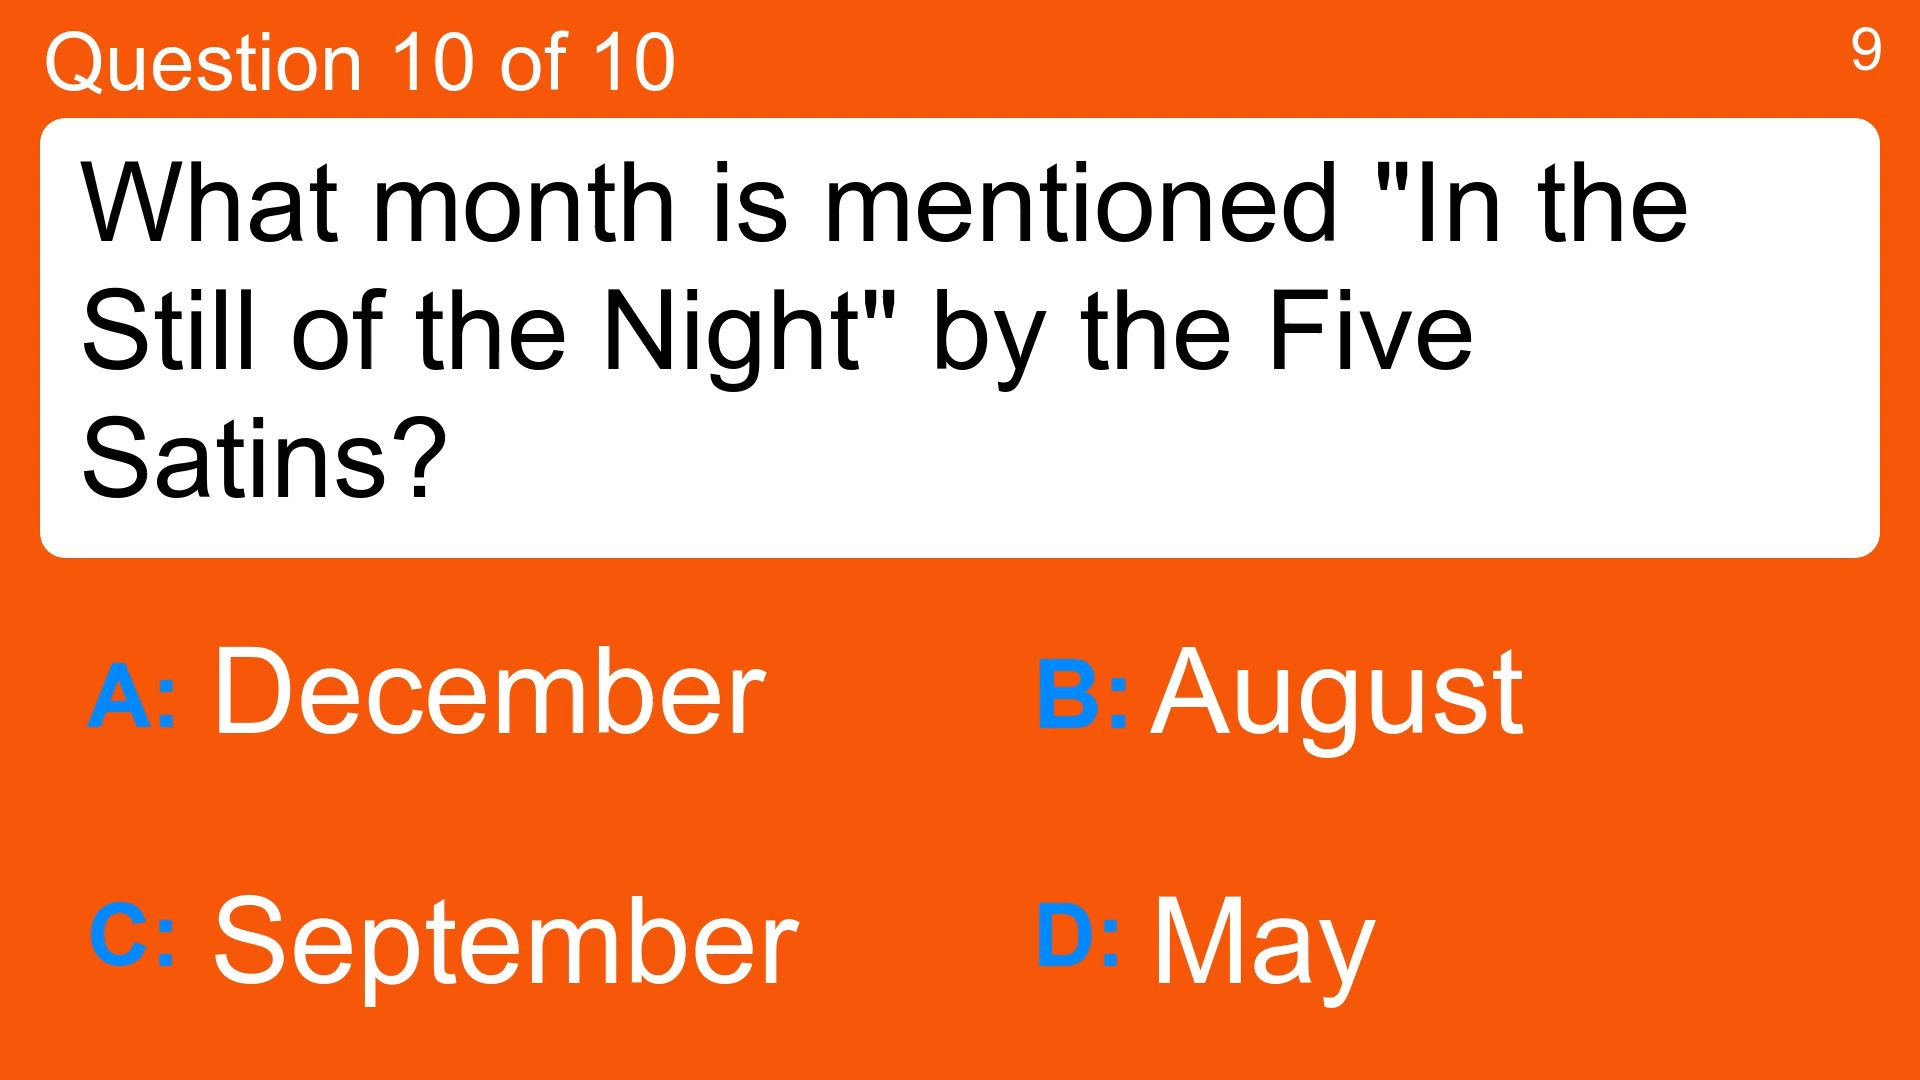 Question 10 of 10
9
What month is mentioned "In the
Still of the Night" by the Five
Satins?
A: December
B: August
C: September
D: May